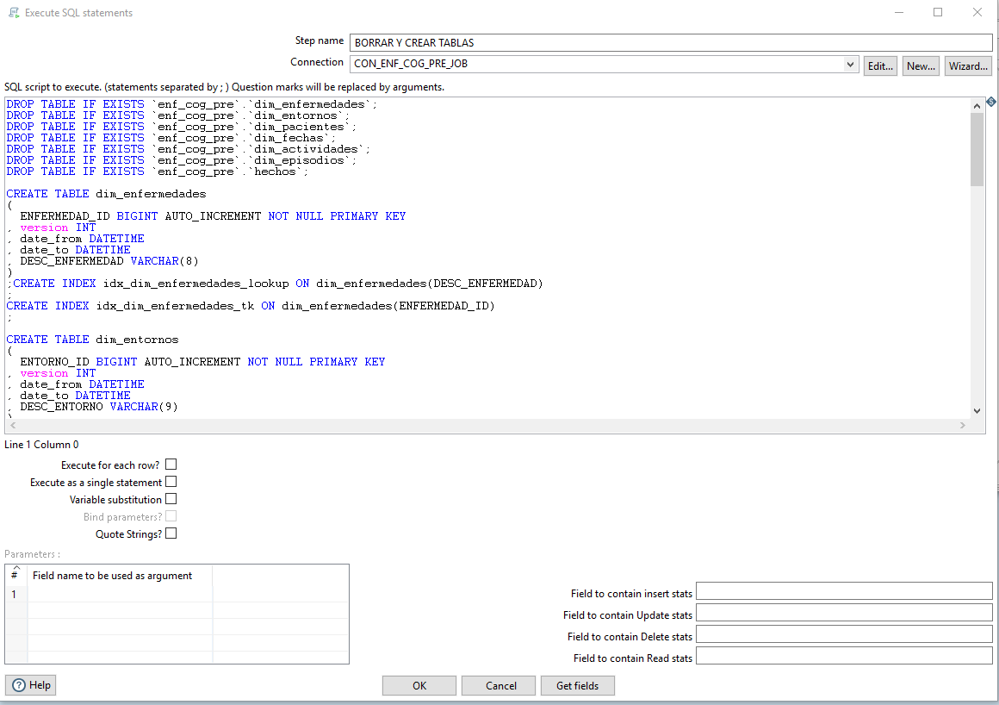 Execute SQL statements
Step name BORRAR Y CREAR TABLAS
Connection CON_ENF_COG_PRE_JOB Edit... New... Wizard...
SQL script to execute. (statements separated by ; ) Question marks will be replaced by arguments.
DROP TABLE IF EXISTS `enf_cog_pre`.`dim_enfermedades`;
DROP TABLE IF EXISTS `enf_cog_pre`.`dim_entornos`;
DROP TABLE IF EXISTS `enf_cog_pre`.`dim_pacientes`;
DROP TABLE IF EXISTS `enf_cog_pre`.`dim_fechas`;
DROP TABLE IF EXISTS `enf_cog_pre`.`dim_actividades`;
DROP TABLE IF EXISTS `enf_cog_pre`.`dim_episodios`;
DROP TABLE IF EXISTS `enf_cog_pre`.`hechos`;
CREATE TABLE dim_enfermedades
(
ENFERMEDAD_ID BIGINT AUTO_INCREMENT NOT NULL PRIMARY KEY
, version INT
, date_from DATETIME
, date_to DATETIME
, DESC_ENFERMEDAD VARCHAR(8)
)
;CREATE INDEX idx_dim_enfermedades_lookup ON dim_enfermedades(DESC_ENFERMEDAD)
;
CREATE INDEX idx_dim_enfermedades_tk ON dim_enfermedades(ENFERMEDAD_ID)
;
CREATE TABLE dim_entornos
(
ENTORNO_ID BIGINT AUTO_INCREMENT NOT NULL PRIMARY KEY
, version INT
, date_from DATETIME
, date_to DATETIME
, DESC_ENTORNO VARCHAR(9)
)
Line 1 Column 0
Execute for each row?
Execute as a single statement
Variable substitution
Bind parameters?
Quote Strings?
Parameters :
# Field name to be used as argument
1
Field to contain insert stats
Field to contain Update stats
Field to contain Delete stats
Field to contain Read stats
Help OK Cancel Get fields